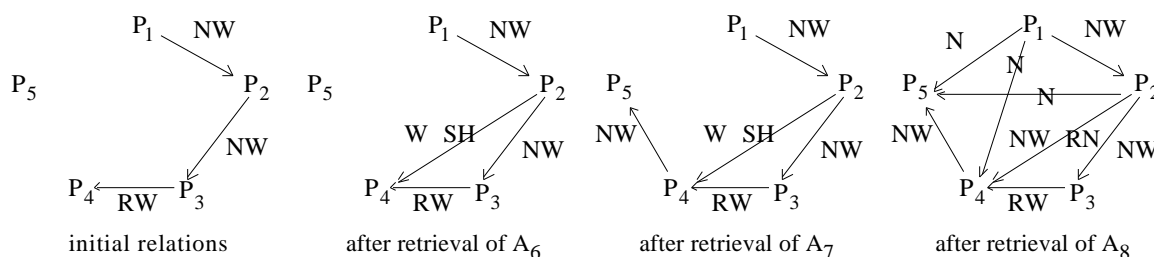 P1 NW
P5 P2
NW
P4 RW P3
initial relations
P1 NW
P5 P2
W SH NW
P4 RW P3
after retrieval of A6
P1 NW
P5 P2
NW W SH NW
P4 RW P3
after retrieval of A7
P1 NW
N N
P5 P2
N
NW NW RN NW
P4 RW P3
after retrieval of A8